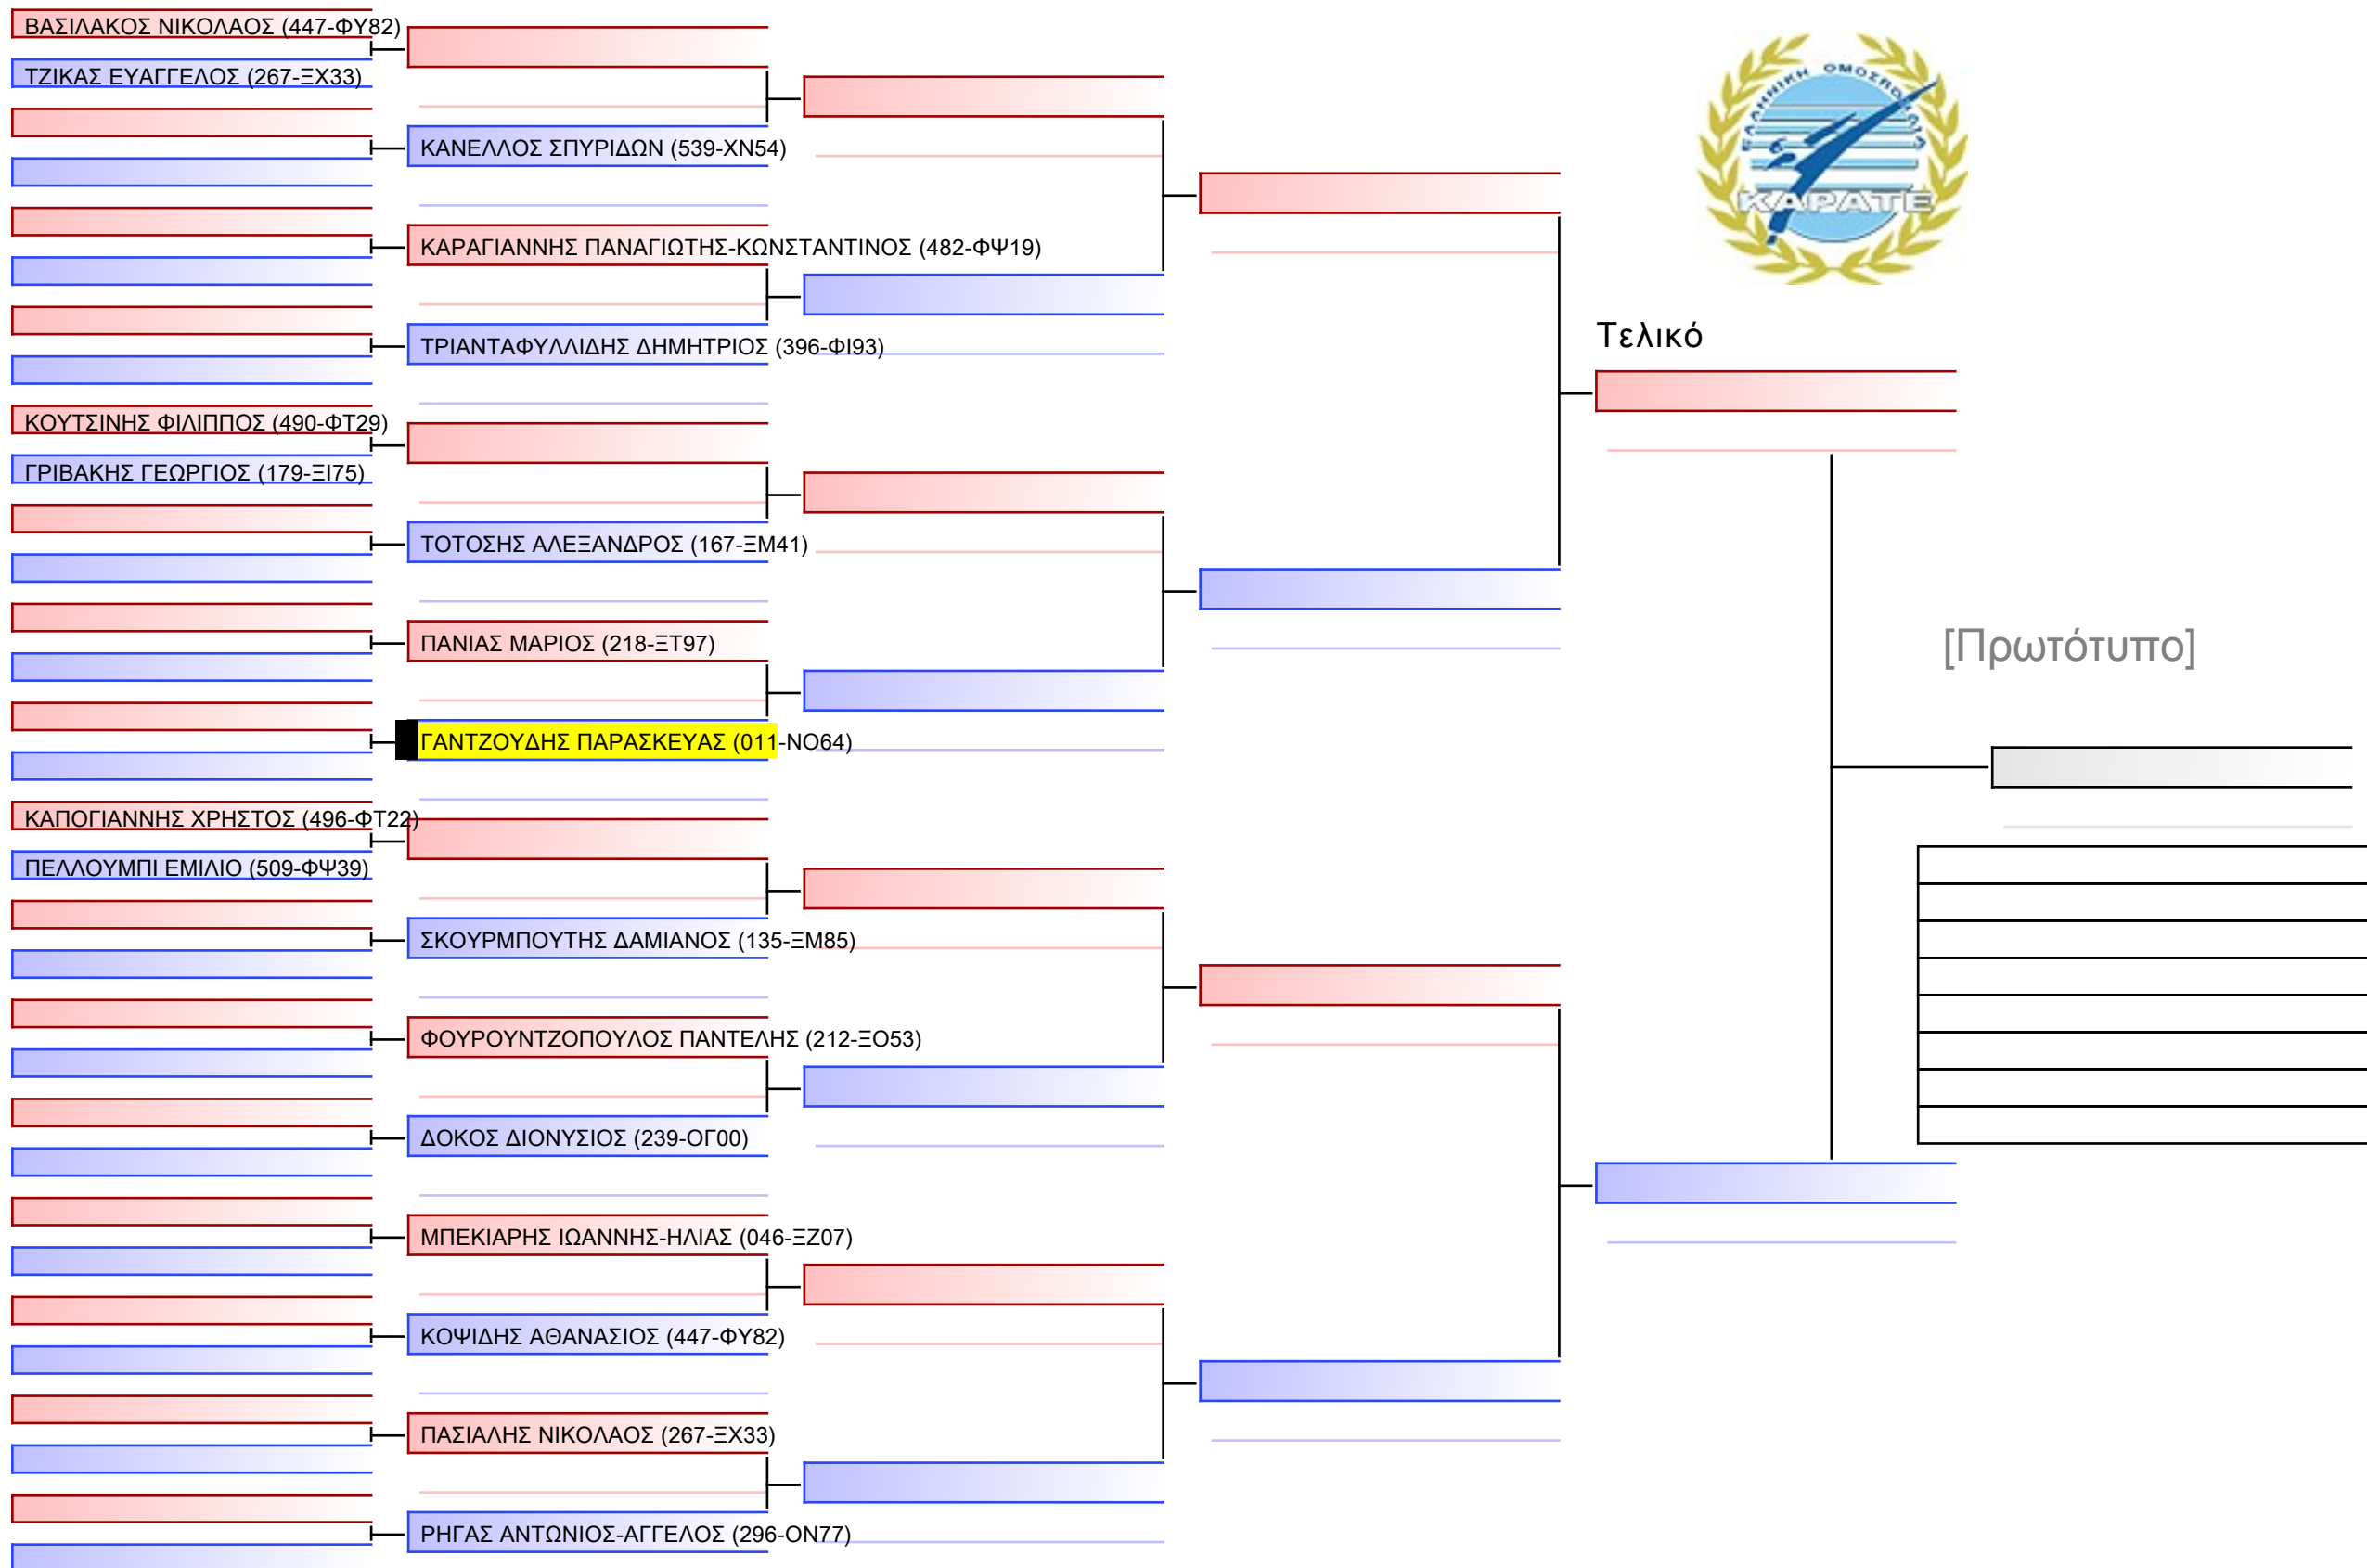 ΒΑΣΙΛΑΚΟΣ ΝΙΚΟΛΑΟΣ (447-ΦΥ82)
ΤΖΙΚΑΣ ΕΥΑΓΓΕΛΟΣ (267-ΞΧ33)
ΚΑΝΕΛΛΟΣ ΣΠΥΡΙΔΩΝ (539-ΧΝ54)
ΚΑΡΑΓΙΑΝΝΗΣ ΠΑΝΑΓΙΩΤΗΣ-ΚΩΝΣΤΑΝΤΙΝΟΣ (482-ΦΨ19)
ΤΡΙΑΝΤΑΦΥΛΛΙΔΗΣ ΔΗΜΗΤΡΙΟΣ (396-ΦΙ93)
ΚΟΥΤΣΙΝΗΣ ΦΙΛΙΠΠΟΣ (490-ΦΤ29)
ΓΡΙΒΑΚΗΣ ΓΕΩΡΓΙΟΣ (179-ΞΙ75)
ΤΟΤΟΣΗΣ ΑΛΕΞΑΝΔΡΟΣ (167-ΞΜ41)
ΠΑΝΙΑΣ ΜΑΡΙΟΣ (218-ΞΤ97)
ΓΑΝΤΖΟΥΔΗΣ ΠΑΡΑΣΚΕΥΑΣ (011-ΝΟ64)
ΚΑΠΟΓΙΑΝΝΗΣ ΧΡΗΣΤΟΣ (496-ΦΤ22)
ΠΕΛΛΟΥΜΠΙ ΕΜΙΛΙΟ (509-ΦΨ39)
ΣΚΟΥΡΜΠΟΥΤΗΣ ΔΑΜΙΑΝΟΣ (135-ΞΜ85)
ΦΟΥΡΟΥΝΤΖΟΠΟΥΛΟΣ ΠΑΝΤΕΛΗΣ (212-ΞΟ53)
ΔΟΚΟΣ ΔΙΟΝΥΣΙΟΣ (239-ΟΓ00)
ΜΠΕΚΙΑΡΗΣ ΙΩΑΝΝΗΣ-ΗΛΙΑΣ (046-ΞΖ07)
ΚΟΨΙΔΗΣ ΑΘΑΝΑΣΙΟΣ (447-ΦΥ82)
ΠΑΣΙΑΛΗΣ ΝΙΚΟΛΑΟΣ (267-ΞΧ33)
ΡΗΓΑΣ ΑΝΤΩΝΙΟΣ-ΑΓΓΕΛΟΣ (296-ΟΝ77)
ΕΛΛΗΝΙΚΗ ΟΜΟΣΠΟΝΔΙΑ
ΚΑΡΑΤΕ
Τελικό
[Πρωτότυπο]